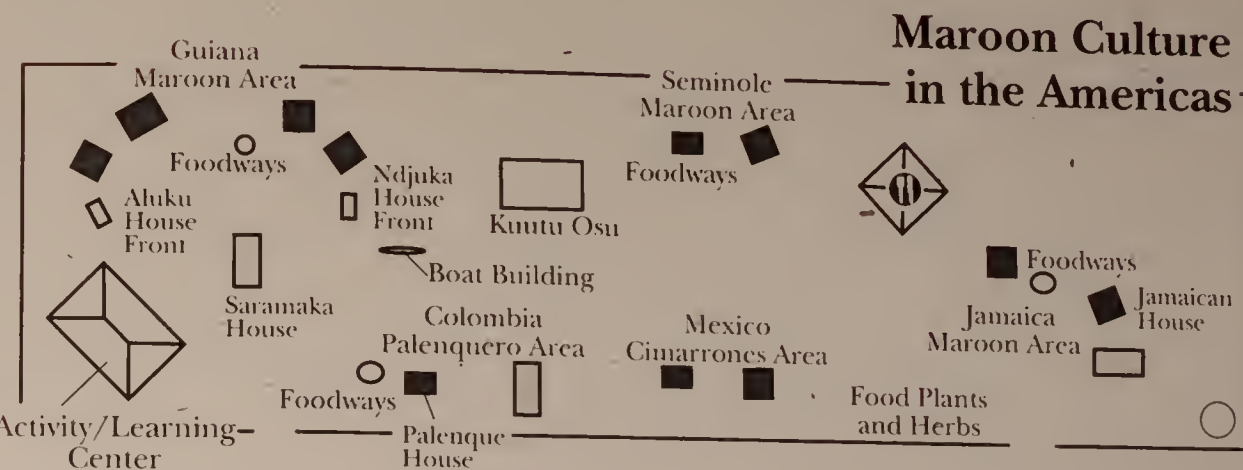 Maroon Culture
in the Americas
Guiana
Maroon Area
Seminole
Maroon Area
Foodways
Foodways
Aluku
House
Front
Ndjuka
House
Front
Kuutu Osu
Boat Building
Saramaka
House
Foodways
Jamaican
House
Jamaica
Maroon Area
Colombia
Palenquero Area
Mexico
Cimarrones Area
Foodways
Palenque
House
Food Plants
and Herbs
Activity/Learning
Center